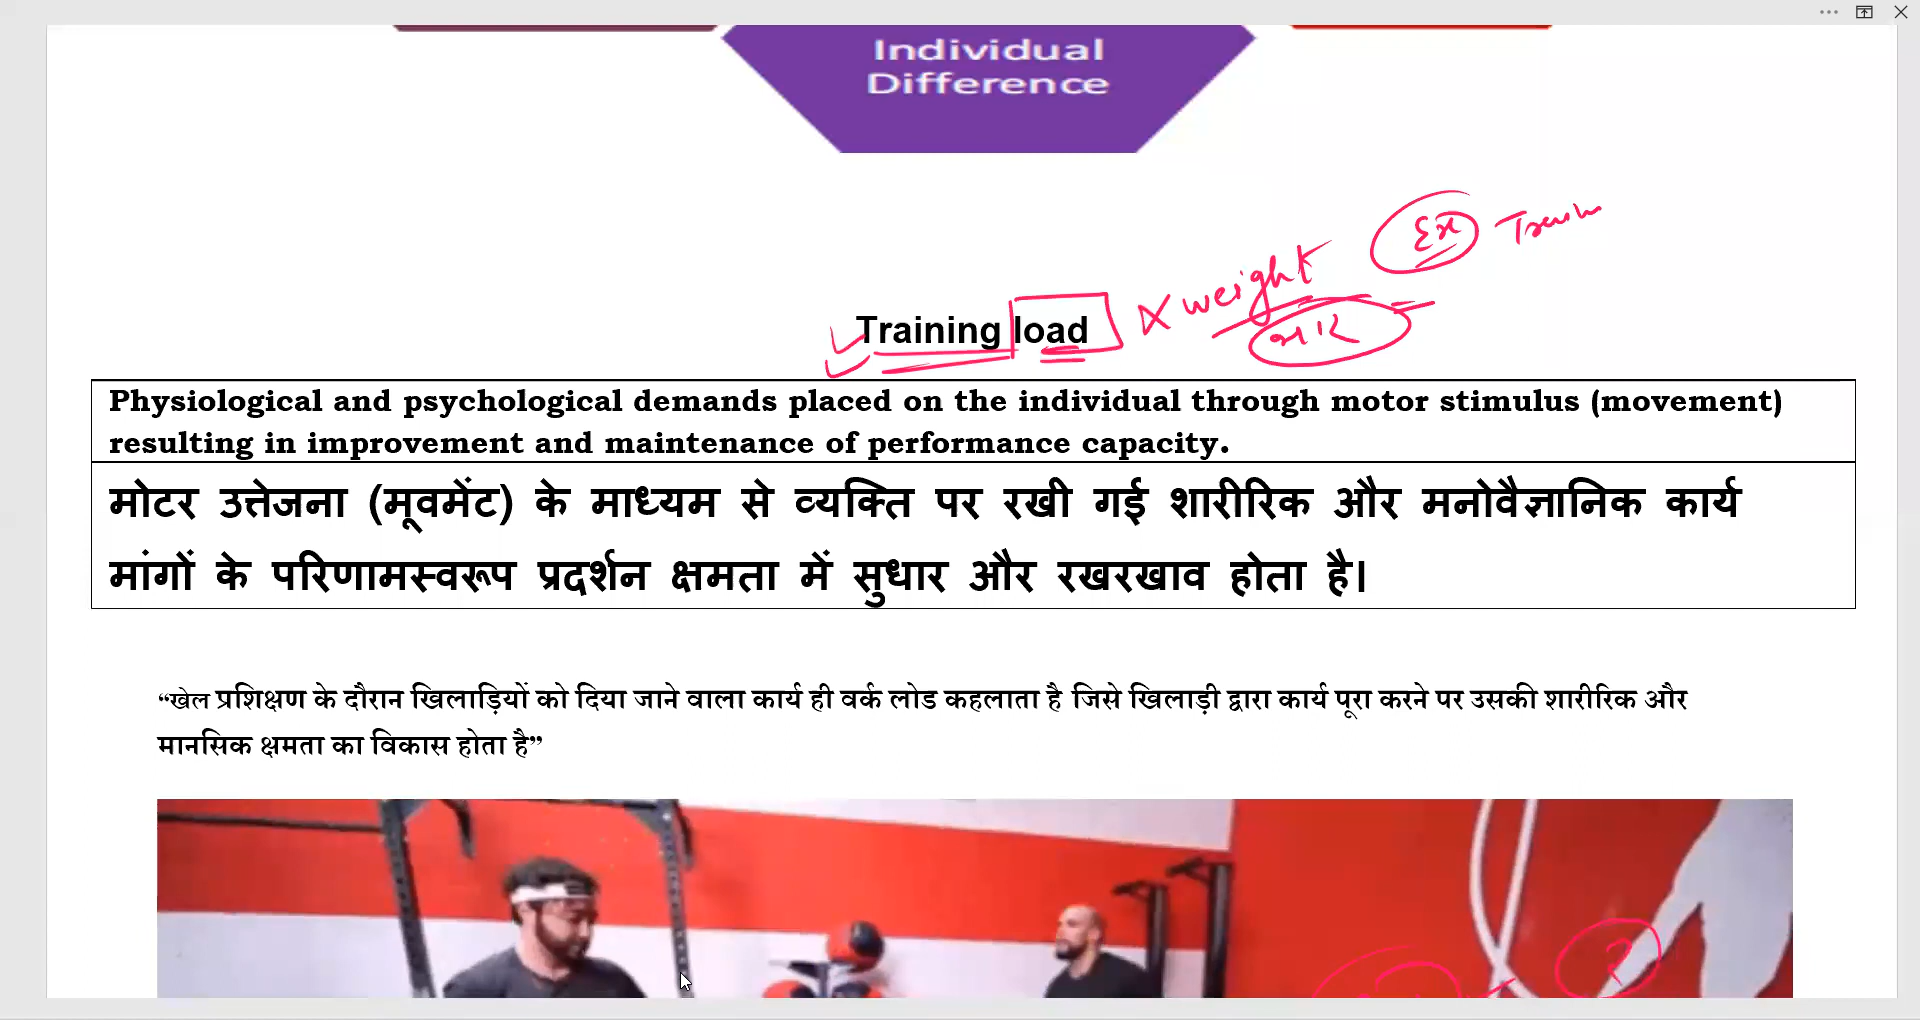 Individual
Difference
Ex
weight
Training load
Physiological and psychological demands placed on the individual through motor stimulus (movement)
resulting in improvement and maintenance of performance capacity.
मोटर उत्तेजना (मूवमेंट) के माध्यम से व्यक्ति पर रखी गई शारीरिक और मनोवैज्ञानिक कार्य
मांगों के परिणामस्वरूप प्रदर्शन क्षमता में सुधार और रखरखाव होता है।
“खेल प्रशिक्षण के दौरान खिलाड़ियों को दिया जाने वाला कार्य ही वर्क लोड कहलाता है जिसे खिलाड़ी द्वारा कार्य पूरा करने पर उसकी शारीरिक और
मानसिक क्षमता का विकास होता है”